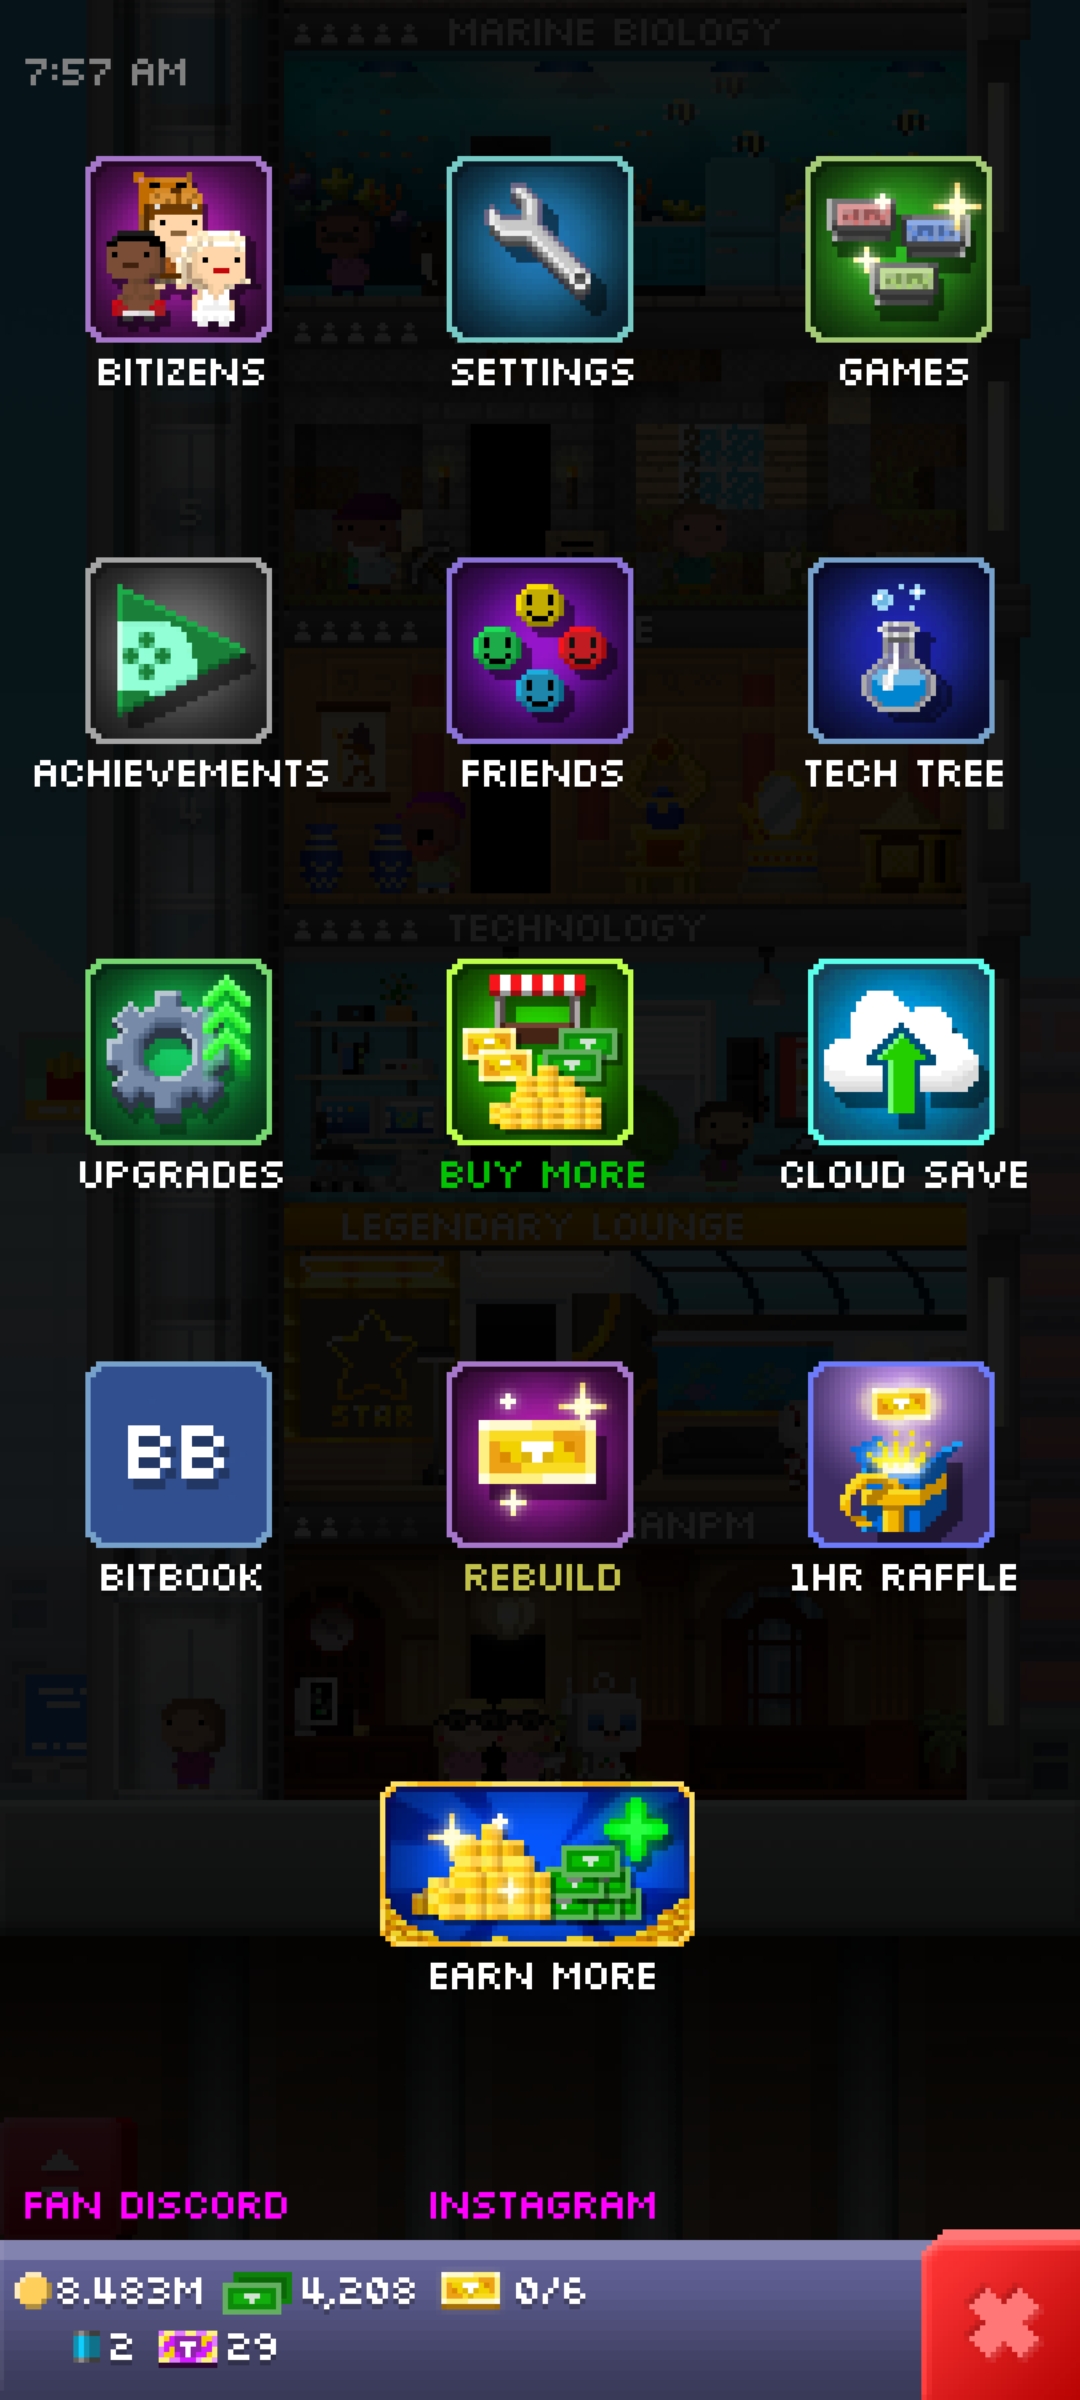 MARINE BIOLOGY
7:57 AM
BITIZENS SETTINGS GAMES
5
ACHIEVEMENTS FRIENDS TECH TREE
4
TECHNOLOGY
UPGRADES BUY MORE CLOUD SAVE
LEGENDARY LOUNGE
STAR
BB
BITBOOK REBUILD 1HR RAFFLE
EARN MORE
FAN DISCORD INSTAGRAM
8.483M 4,208 0/6
2 29